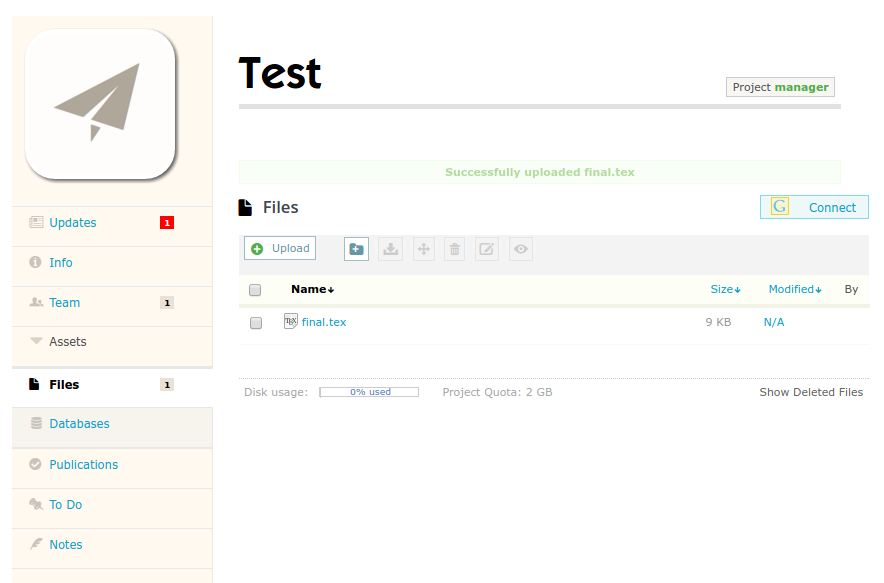 Test
Project manager
Successfully uploaded final.tex
Files
G Connect
Updates 1
Info
Team 1
Assets
Files 1
Databases
Publications
To Do
Notes
Upload
Name Size Modified By
TEX final.tex 9 KB N/A
Disk usage: 0% used Project Quota: 2 GB Show Deleted Files